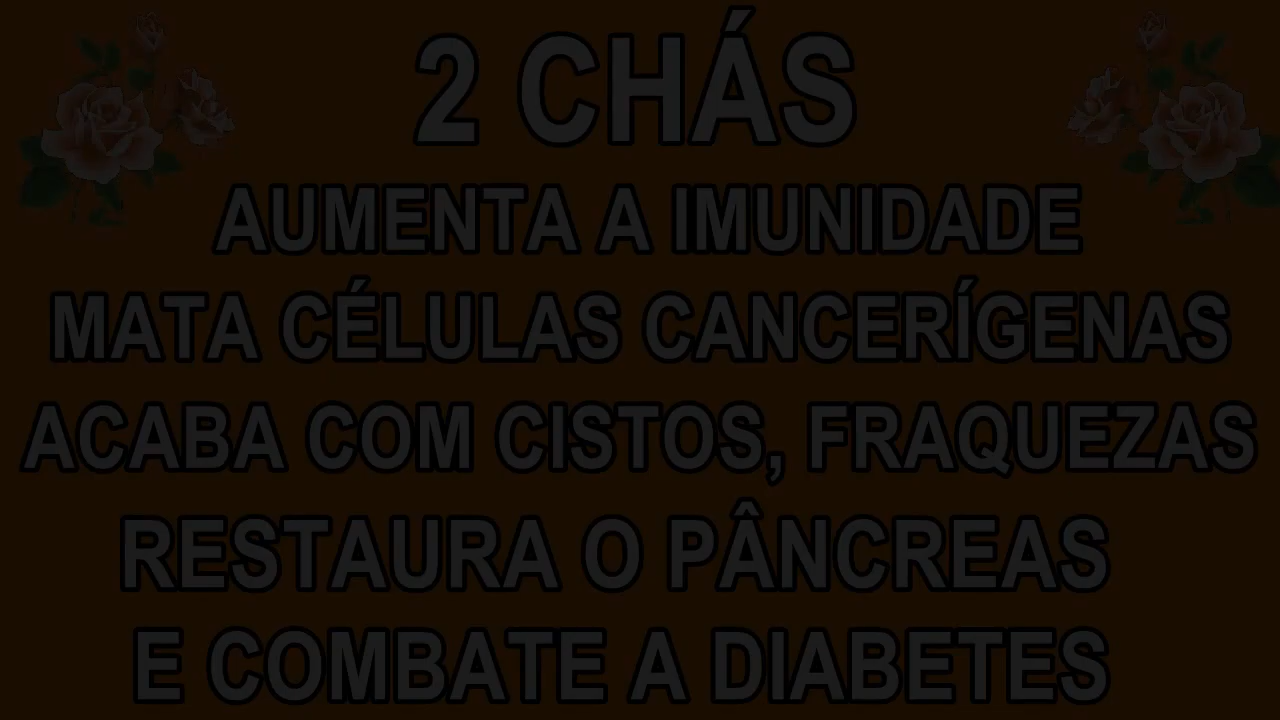 2 CHÁS
AUMENTA A IMUNIDADE
MATA CÉLULAS CANCERÍGENAS
ACABA COM CISTOS, FRAQUEZAS
RESTAURA O PÂNCREAS
E COMBATE A DIABETES